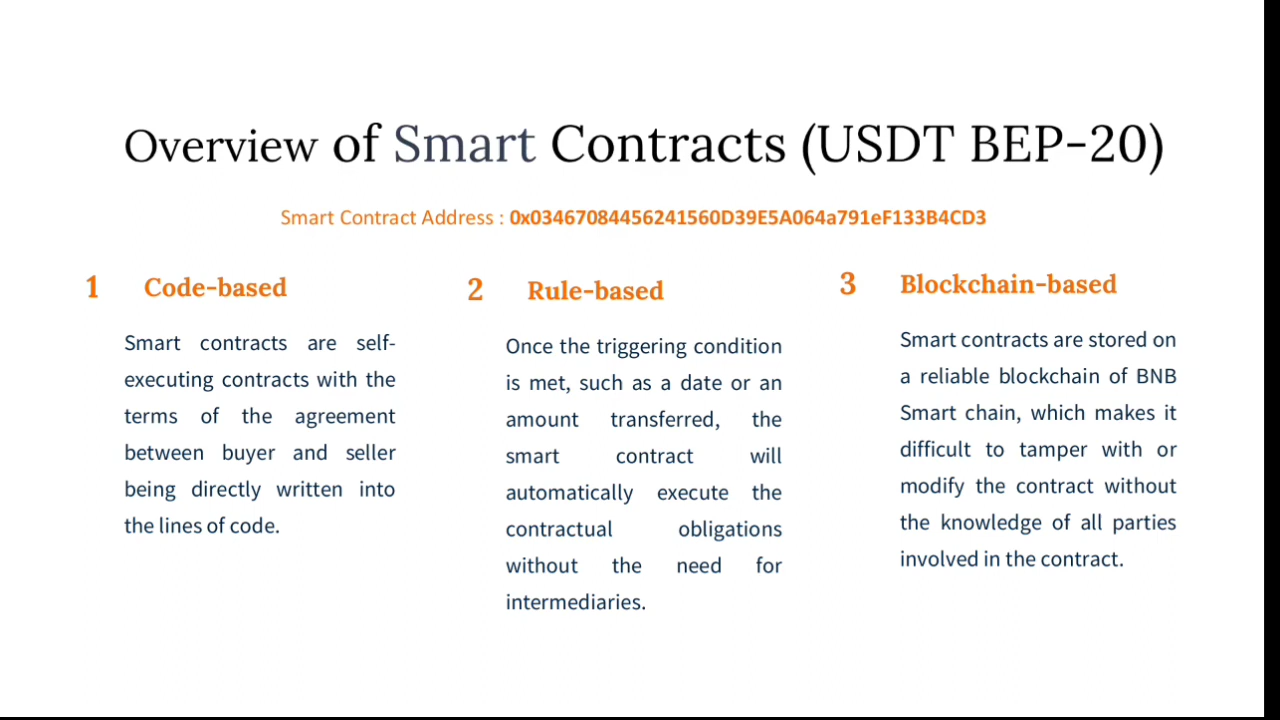 Overview of Smart Contracts (USDT BEP-20)
Smart Contract Address : 0x03467084456241560D39E5A064a791eF133B4CD3
1 Code-based
Smart contracts are self-
executing contracts with the
terms of the agreement
between buyer and seller
being directly written into
the lines of code.
2 Rule-based
Once the triggering condition
is met, such as a date or an
amount transferred, the
smart contract will
automatically execute the
contractual obligations
without the need for
intermediaries.
3 Blockchain-based
Smart contracts are stored on
a reliable blockchain of BNB
Smart chain, which makes it
difficult to tamper with or
modify the contract without
the knowledge of all parties
involved in the contract.